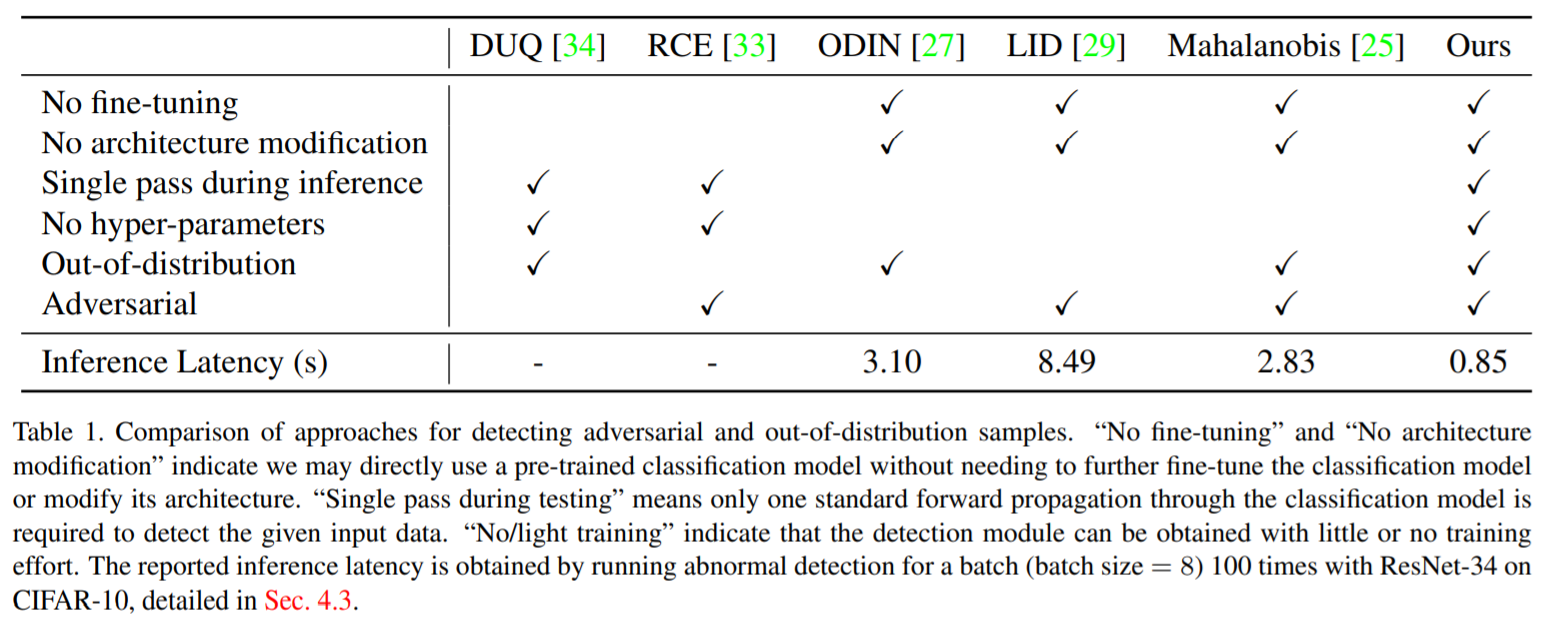 DUQ [34] RCE [33] ODIN [27] LID [29] Mahalanobis [25] Ours
No fine-tuning ✓ ✓ ✓ ✓
No architecture modification ✓ ✓ ✓ ✓
Single pass during inference ✓ ✓ ✓
No hyper-parameters ✓ ✓ ✓
Out-of-distribution ✓ ✓ ✓ ✓
Adversarial ✓ ✓ ✓ ✓
Inference Latency (s) - - 3.10 8.49 2.83 0.85
Table 1. Comparison of approaches for detecting adversarial and out-of-distribution samples. “No fine-tuning” and “No architecture
modification” indicate we may directly use a pre-trained classification model without needing to further fine-tune the classification model
or modify its architecture. “Single pass during testing” means only one standard forward propagation through the classification model is
required to detect the given input data. “No/light training” indicate that the detection module can be obtained with little or no training
effort. The reported inference latency is obtained by running abnormal detection for a batch (batch size = 8) 100 times with ResNet-34 on
CIFAR-10, detailed in Sec. 4.3.